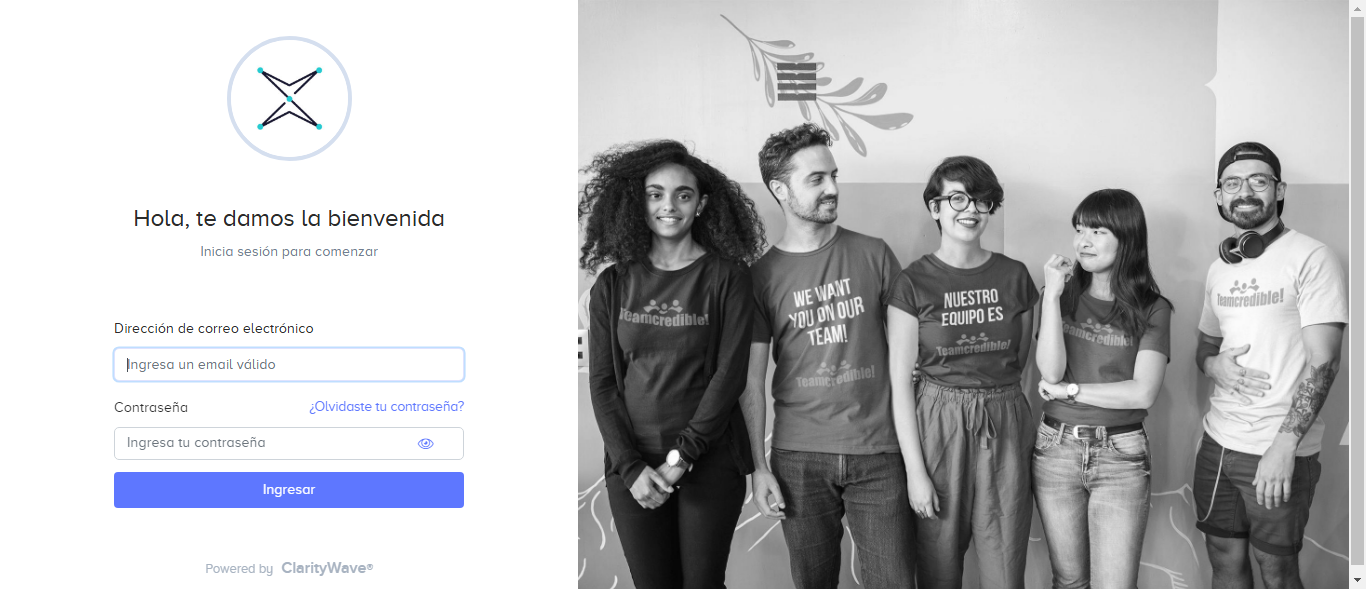 Hola, te damos la bienvenida
Inicia sesión para comenzar
Dirección de correo electrónico
Ingresa un email válido
Contraseña
¿Olvidaste tu contraseña?
Ingresa tu contraseña
Ingresar
Powered by ClarityWave®
Teamcredible!
WE WANT
YOU ON OUR
TEAM!
Teamcredible!
NUESTRO
EQUIPO ES
Teamcredible!
Teamcredible!
Teamcredible!